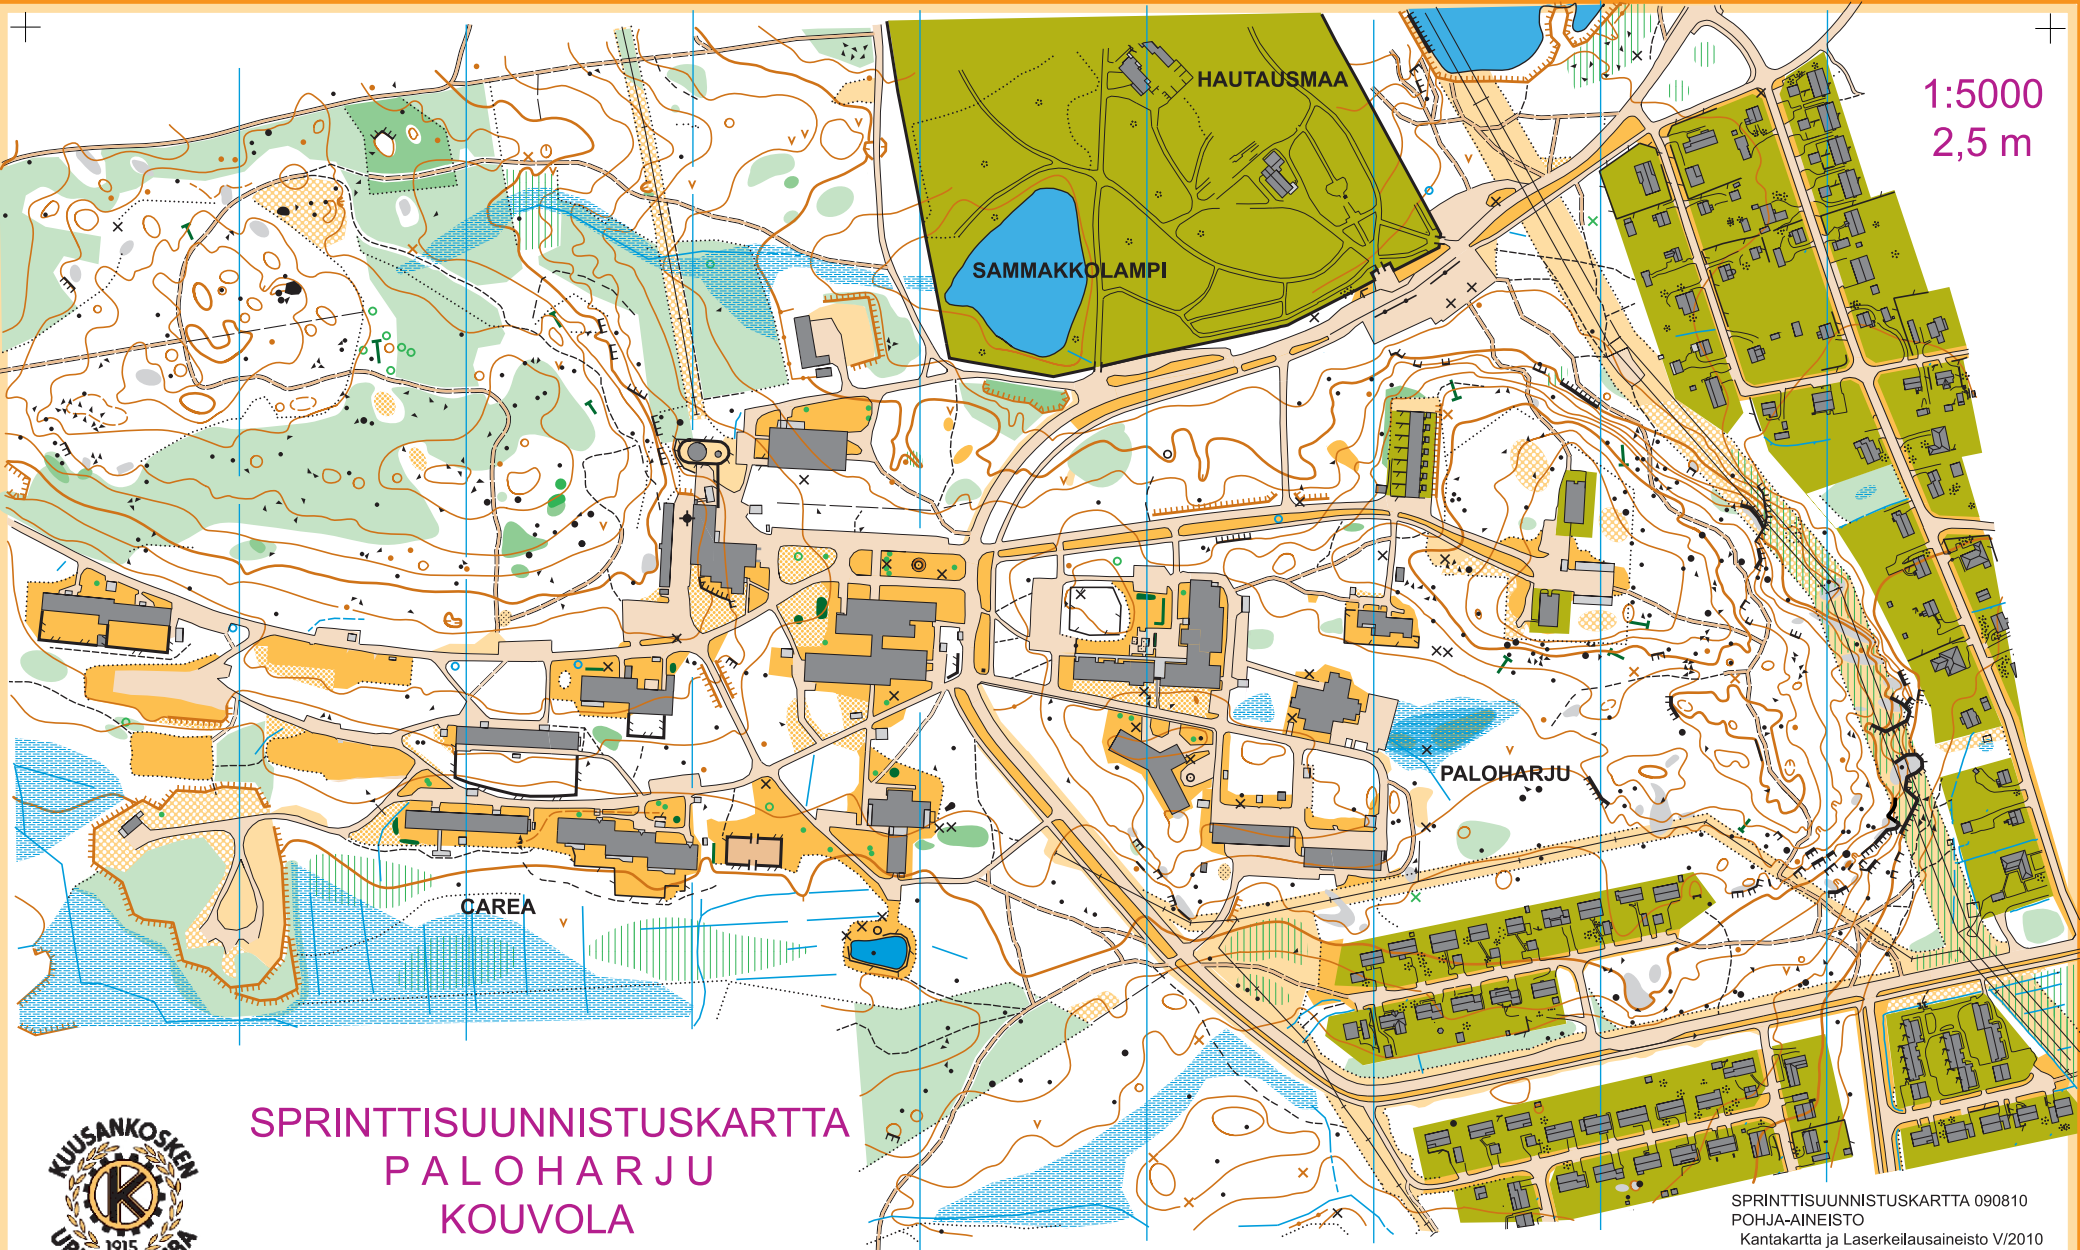 HAUTAUSMAA
1:5000
2,5 m
SAMMAKKOLAMPI
PALOHARJU
CAREA
SPRINTTISUUNNISTUSKARTTA
PALOHARJU
KOUVOLA
KUUSANKOSKEN
K
1915
SPRINTTISUUNNISTUSKARTTA 090810
POHJA-AINEISTO
Kantakartta ja Laserkeilausaineisto V/2010